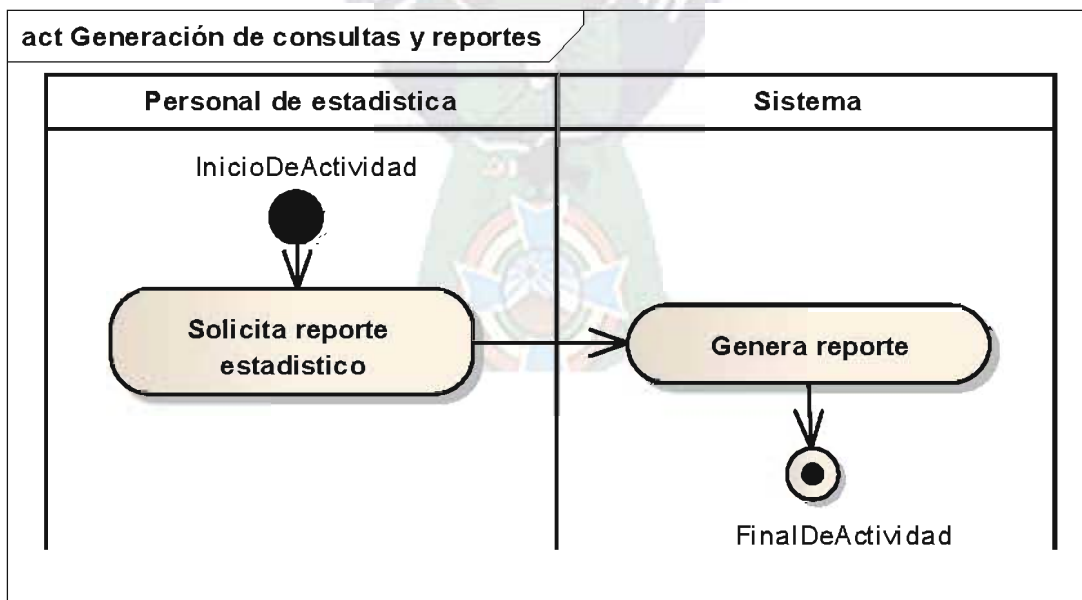 act Generación de consultas y reportes
Personal de estadistica
Sistema
InicioDeActividad
Solicita reporte
estadistico
Genera reporte
FinalDeActividad